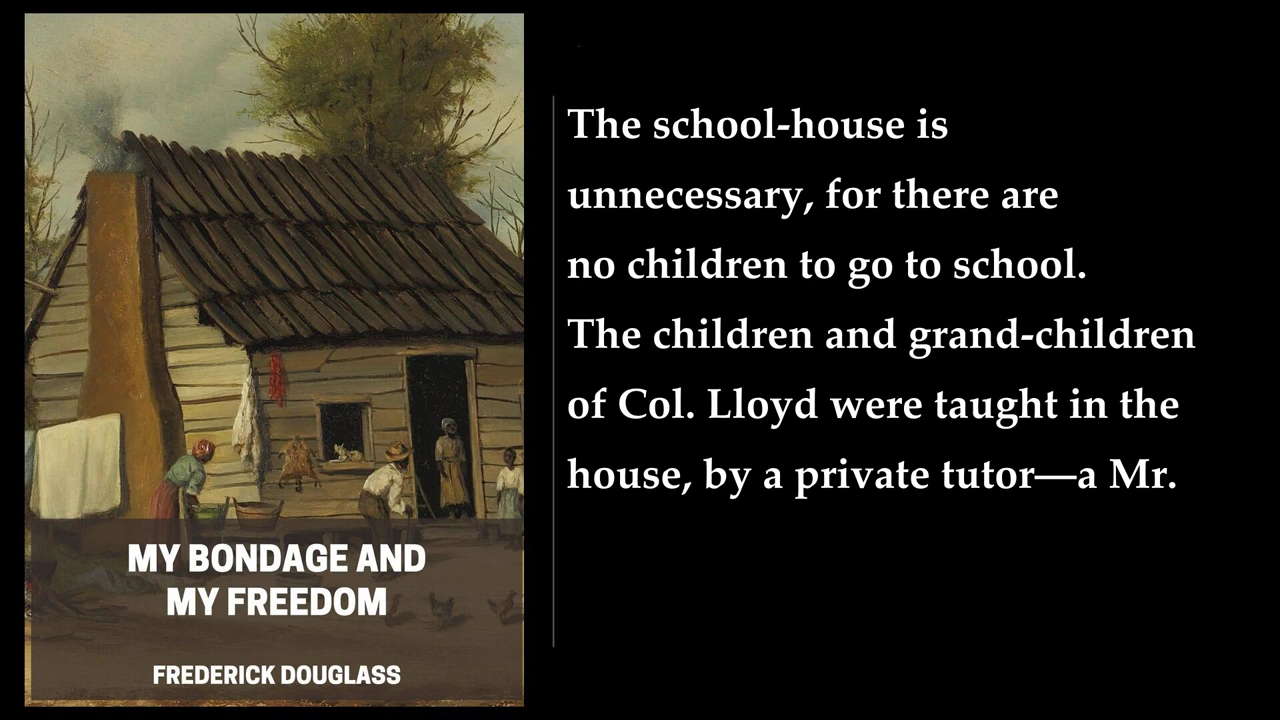 MY BONDAGE AND
MY FREEDOM
FREDERICK DOUGLASS
The school-house is
unnecessary, for there are
no children to go to school.
The children and grand-children
of Col. Lloyd were taught in the
house, by a private tutor—a Mr.